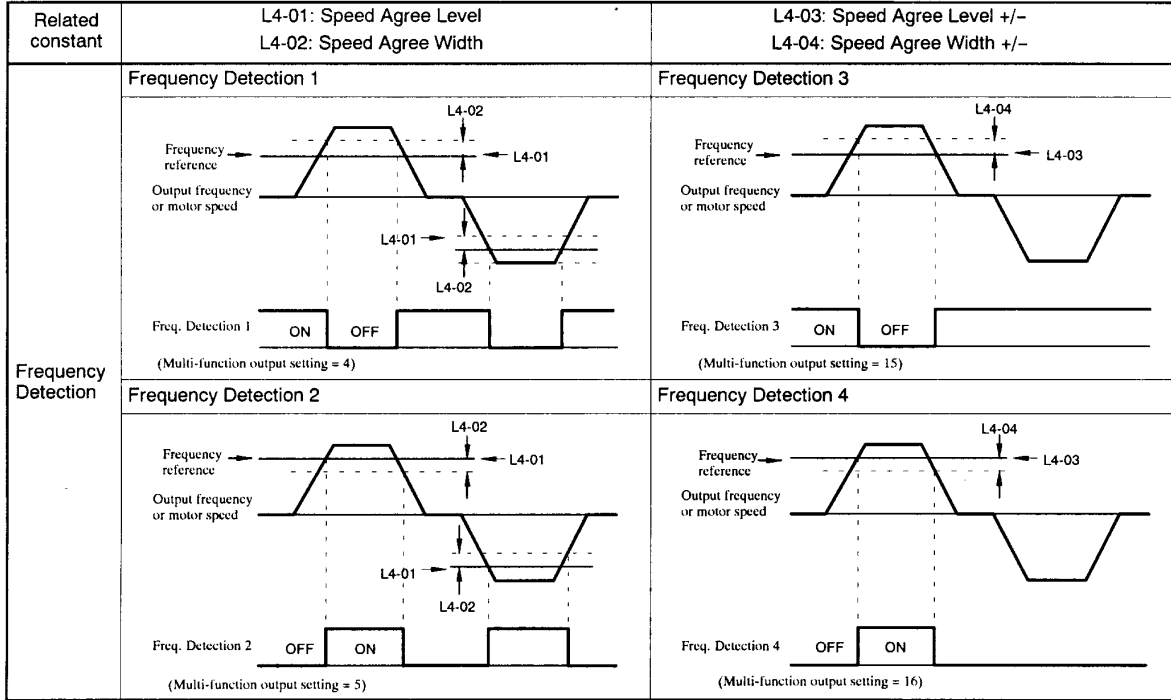 Related
constant
L4-01: Speed Agree Level
L4-02: Speed Agree Width
L4-03: Speed Agree Level +/−
L4-04: Speed Agree Width +/−
Frequency
Detection
Frequency Detection 1
L4-02
Frequency
reference
L4-01
Output frequency
or motor speed
L4-01
L4-02
Freq. Detection 1
ON
OFF
(Multi-function output setting = 4)
Frequency Detection 3
L4-04
Frequency
reference
L4-03
Output frequency
or motor speed
Freq. Detection 3
ON
OFF
(Multi-function output setting = 15)
Frequency Detection 2
L4-02
Frequency
reference
L4-01
Output frequency
or motor speed
L4-01
L4-02
Freq. Detection 2
OFF
ON
(Multi-function output setting = 5)
Frequency Detection 4
L4-04
Frequency
reference
L4-03
Output frequency
or motor speed
Freq. Detection 4
OFF
ON
(Multi-function output setting = 16)